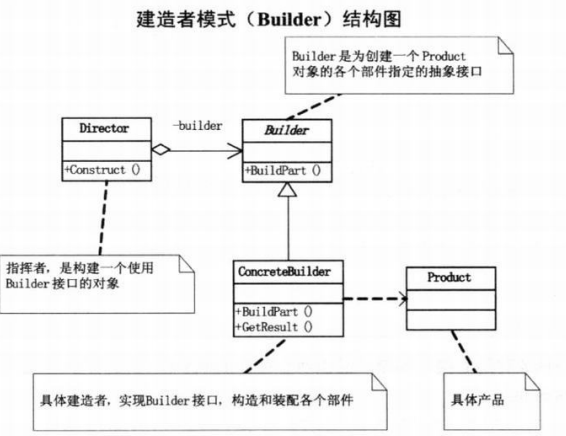 建造者模式（Builder）结构图
Builder是为创建一个Product
对象的各个部件指定的抽象接口
Director
-builder
Builder
+Construct ()
+BuildPart ()
指挥者，是构建一个使用
Builder接口的对象
ConcreteBuilder
Product
+BuildPart ()
+GetResult ()
具体建造者，实现Builder接口，构造和装配各个部件
具体产品